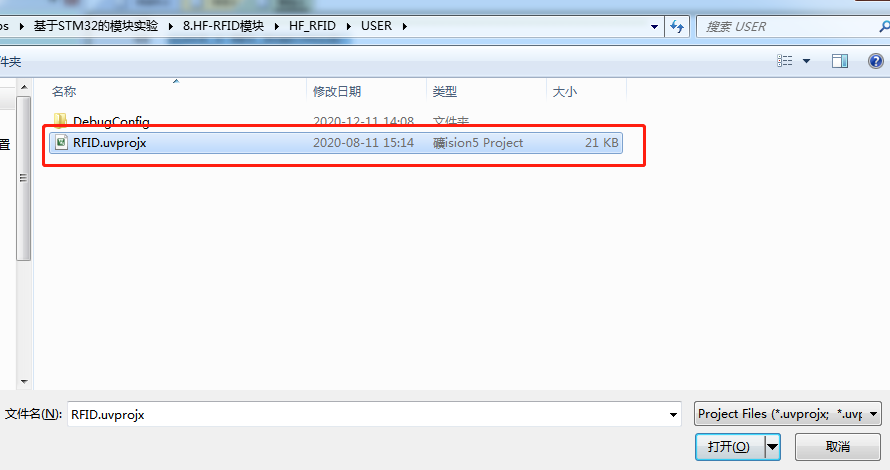 os 基于STM32的模块实验 8.HF-RFID模块 HF_RFID USER 搜索 USER
件夹
名称 修改日期 类型 大小
DebugConfig 2020-12-11 14:08 文件夹
RFID.uvprojx 2020-08-11 15:14 礦ision5 Project 21 KB
置
文件名(N): RFID.uvprojx Project Files (*.uvprojx; *.uvp
打开(O) 取消